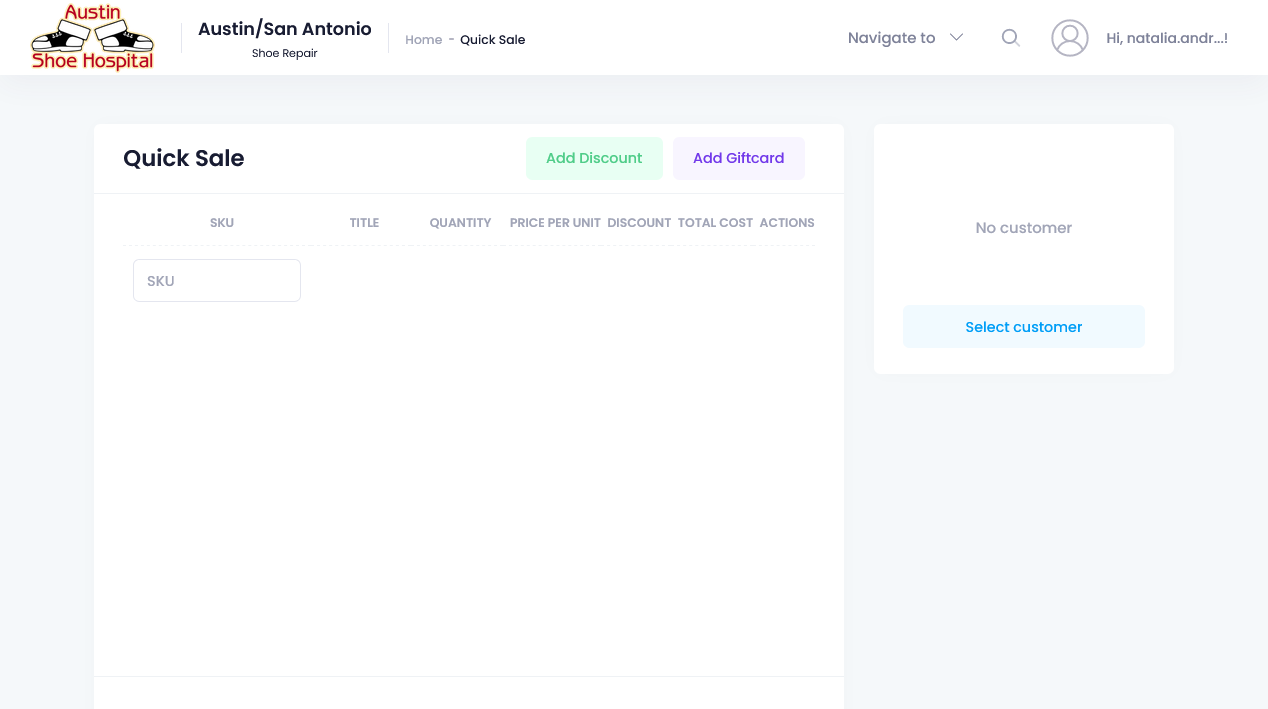 Austin
Shoe Hospital
Austin/San Antonio
Shoe Repair
Home - Quick Sale
Navigate to
Hi, natalia.andr...!
Quick Sale
Add Discount
Add Giftcard
SKU TITLE QUANTITY PRICE PER UNIT DISCOUNT TOTAL COST ACTIONS
SKU
No customer
Select customer